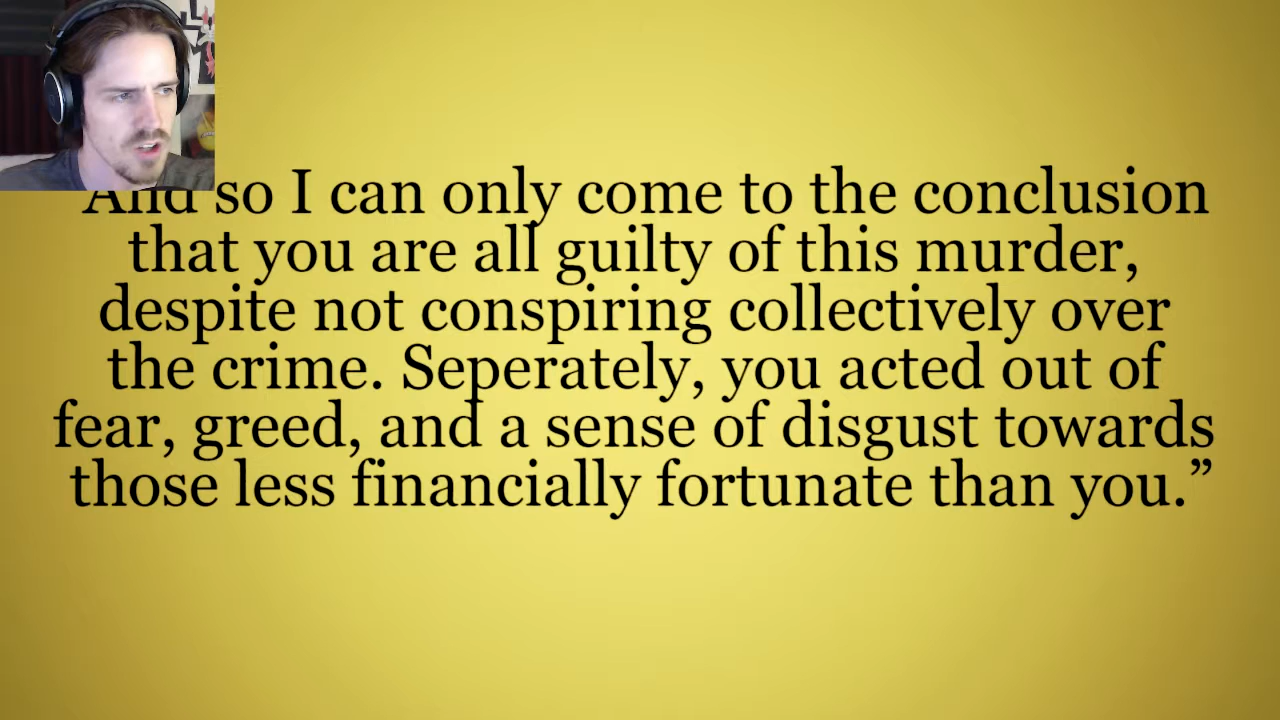 And so I can only come to the conclusion
that you are all guilty of this murder,
despite not conspiring collectively over
the crime. Seperately, you acted out of
fear, greed, and a sense of disgust towards
those less financially fortunate than you.”